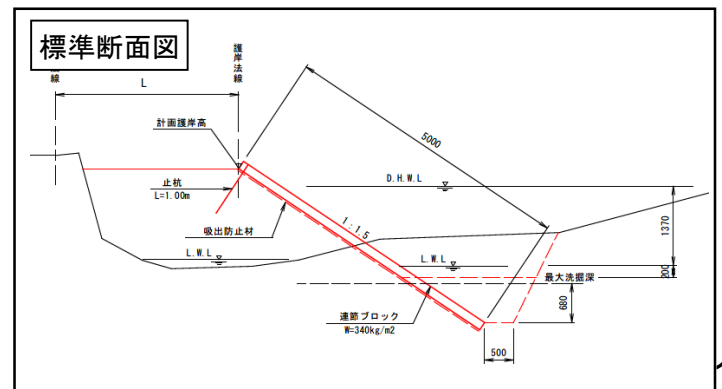 標準断面図
線
護岸法線
L
計画護岸高
止杭
L=1.00m
吸出防止材
5000
1:1.5
D.H.W.L
L.W.L
L.W.L
1370
200
最大洗掘深
680
連節ブロック
W=340kg/m2
500